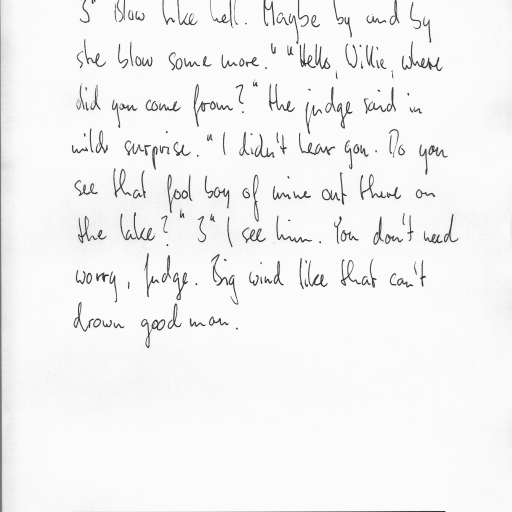 3" Blow like hell. Maybe by and by
she blow some more." "Hello, Willie, where
did you come from?" the judge said in
mild surprise. "I didn't hear you. Do you
see that fool boy of mine out there on
the lake?" 3" I see him. You don't need
worry, Judge. Big wind like that can't
drown good man.